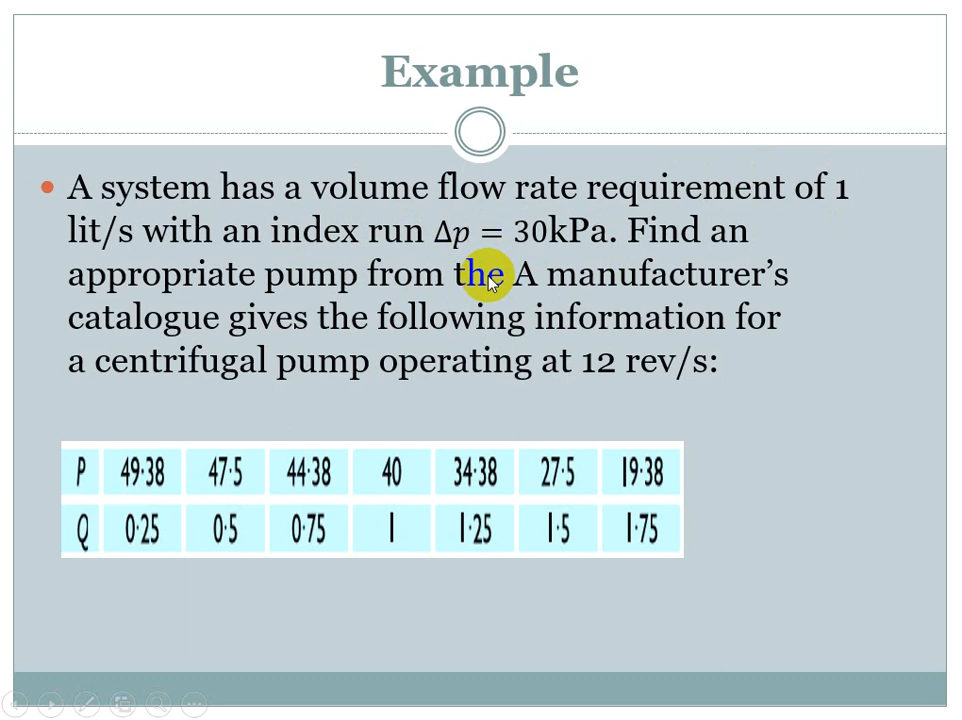 Example
A system has a volume flow rate requirement of 1
lit/s with an index run Δp = 30kPa. Find an
appropriate pump from the A manufacturer's
catalogue gives the following information for
a centrifugal pump operating at 12 rev/s:
P 49·38 47·5 44·38 40 34·38 27·5 19·38
Q 0·25 0·5 0·75 1 1·25 1·5 1·75